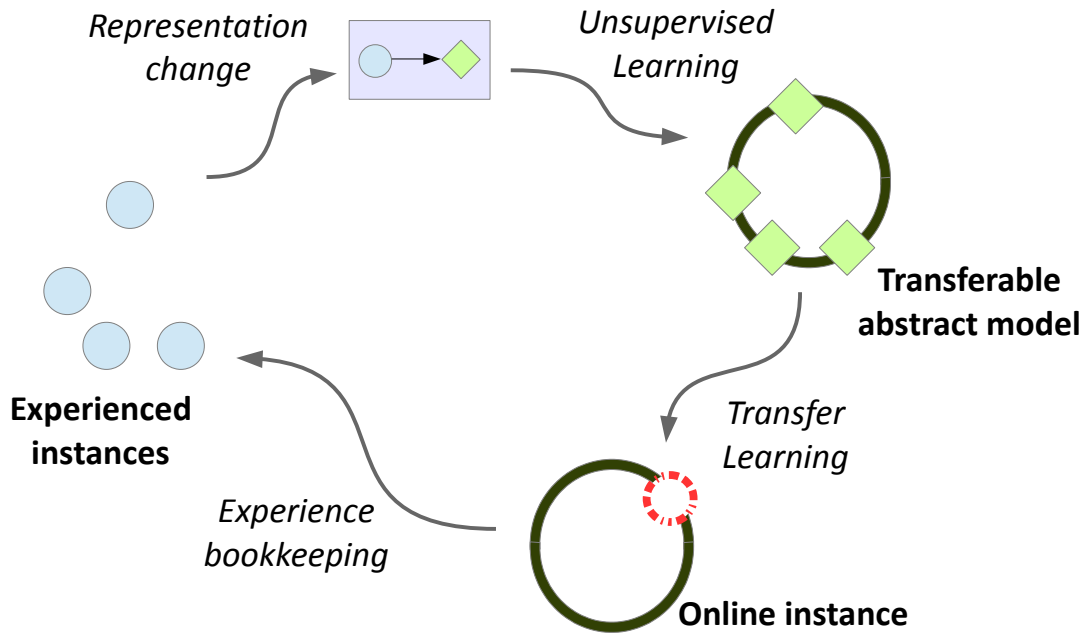 Representation
change
Unsupervised
Learning
Transferable
abstract model
Transfer
Learning
Online instance
Experience
bookkeeping
Experienced
instances